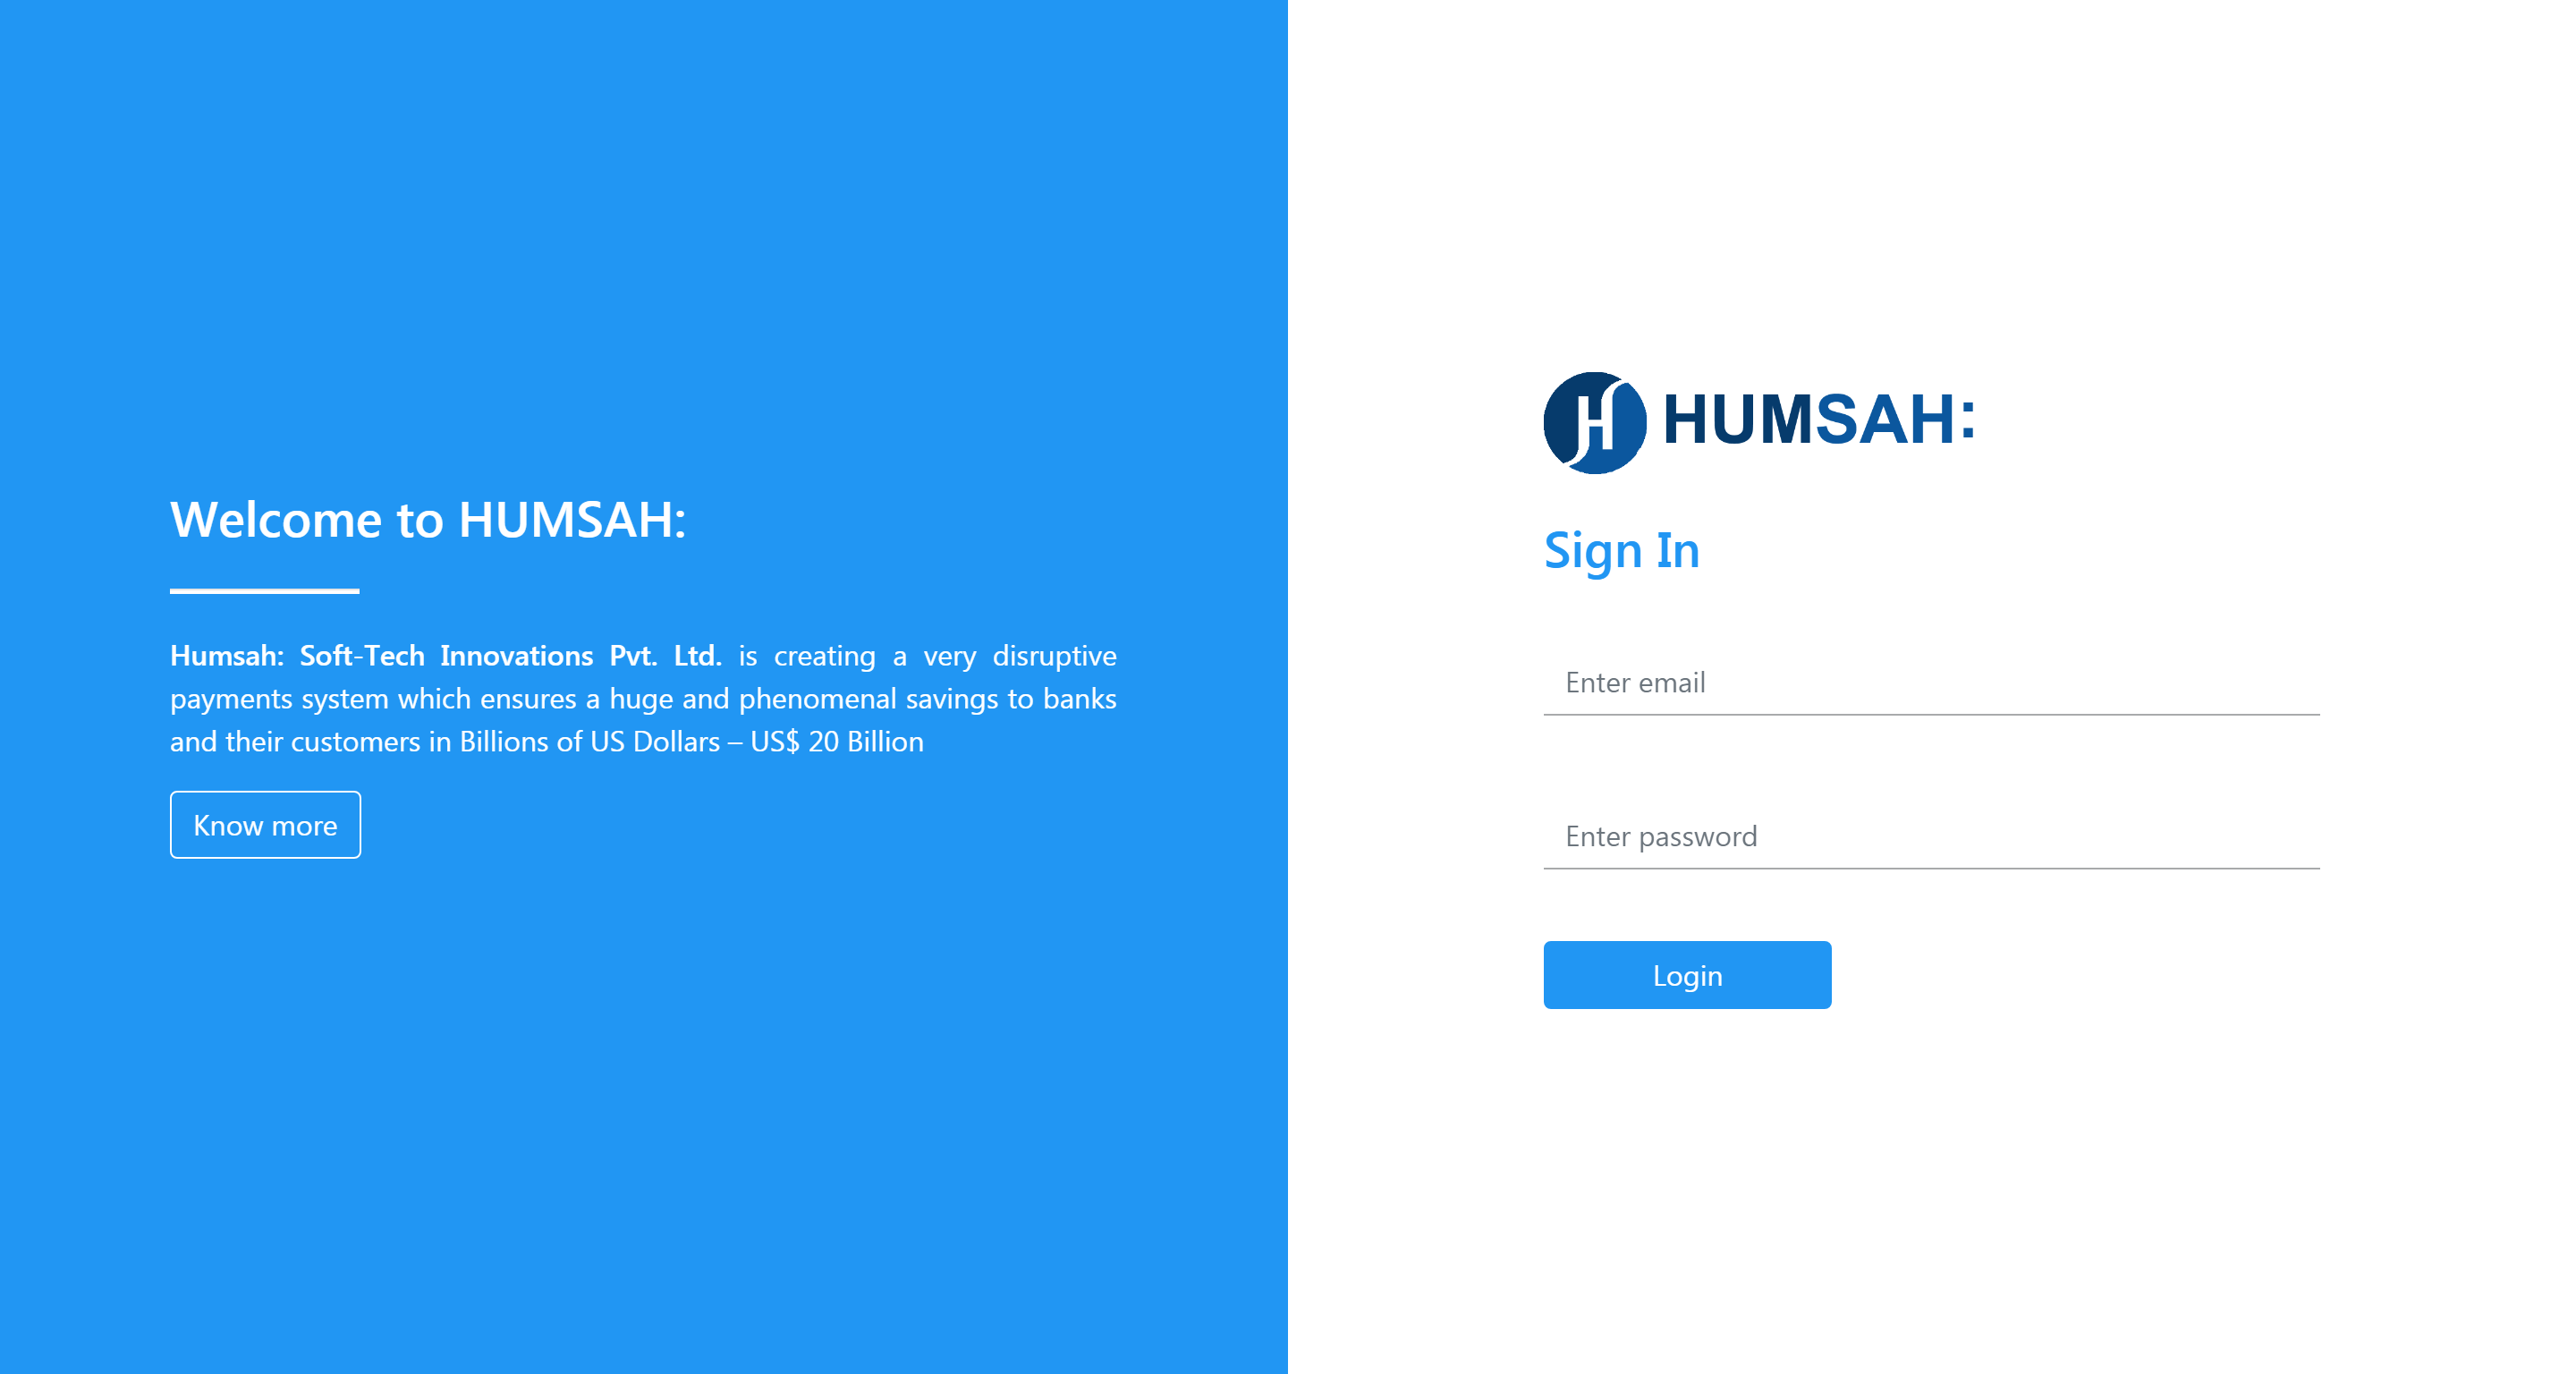 Welcome to HUMSAH:
Humsah: Soft-Tech Innovations Pvt. Ltd. is creating a very disruptive
payments system which ensures a huge and phenomenal savings to banks
and their customers in Billions of US Dollars – US$ 20 Billion
Know more
HUMSAH:
Sign In
Enter email
Enter password
Login